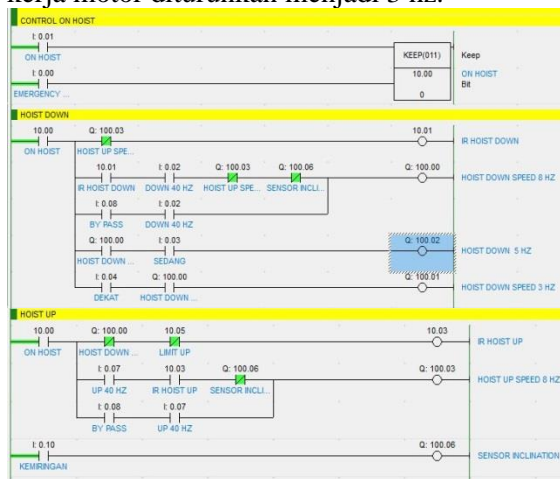 kerja motor diturunkan menjadi 3 hz.
CONTROL ON HOIST
I: 0.01
ON HOIST
KEEP(011)
Keep
I: 0.00
EMERGENCY ...
10.00
ON HOIST
Bit
0
HOIST DOWN
10.00 Q: 100.03 10.01
ON HOIST HOIST UP SPE... IR HOIST DOWN
10.01 I: 0.02 Q: 100.03 Q: 100.06 Q: 100.00
IR HOIST DOWN DOWN 40 HZ HOIST UP SPE... SENSOR INCLI... HOIST DOWN SPEED 8 HZ
I: 0.08 I: 0.02
BY PASS DOWN 40 HZ
Q: 100.00 I: 0.03 Q: 100.02
HOIST DOWN ... SEDANG HOIST DOWN 5 HZ
I: 0.04 Q: 100.00 Q: 100.01
DEKAT HOIST DOWN ... HOIST DOWN SPEED 3 HZ
HOIST UP
10.00 Q: 100.00 10.05 10.03
ON HOIST HOIST DOWN ... LIMIT UP IR HOIST UP
I: 0.07 10.03 Q: 100.06 Q: 100.03
UP 40 HZ IR HOIST UP SENSOR INCLI... HOIST UP SPEED 8 HZ
I: 0.08 I: 0.07
BY PASS UP 40 HZ
I: 0.10 Q: 100.06
KEMIRINGAN SENSOR INCLINATION